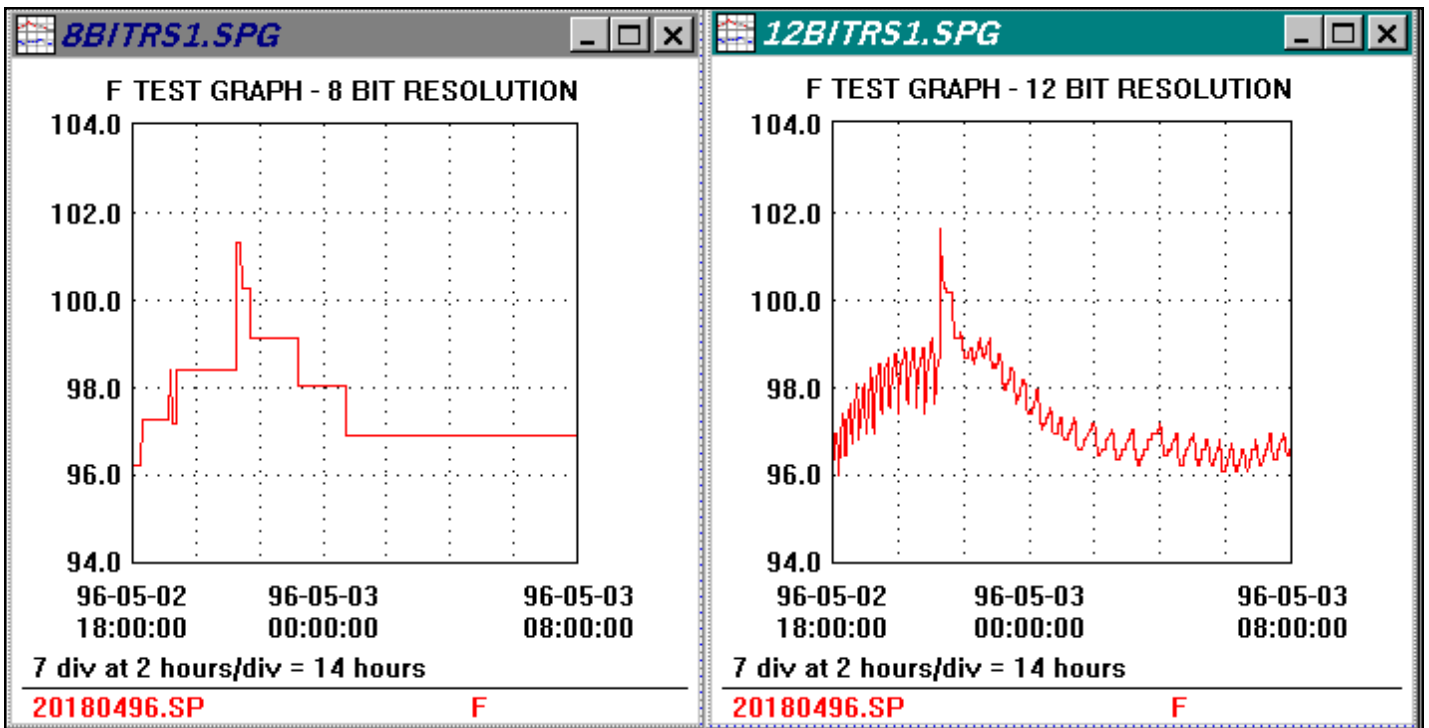 8BITRS1.SPG
F TEST GRAPH - 8 BIT RESOLUTION
104.0
102.0
100.0
98.0
96.0
94.0
96-05-02 96-05-03 96-05-03
18:00:00 00:00:00 08:00:00
7 div at 2 hours/div = 14 hours
20180496.SP F
12BITRS1.SPG
F TEST GRAPH - 12 BIT RESOLUTION
104.0
102.0
100.0
98.0
96.0
94.0
96-05-02 96-05-03 96-05-03
18:00:00 00:00:00 08:00:00
7 div at 2 hours/div = 14 hours
20180496.SP F